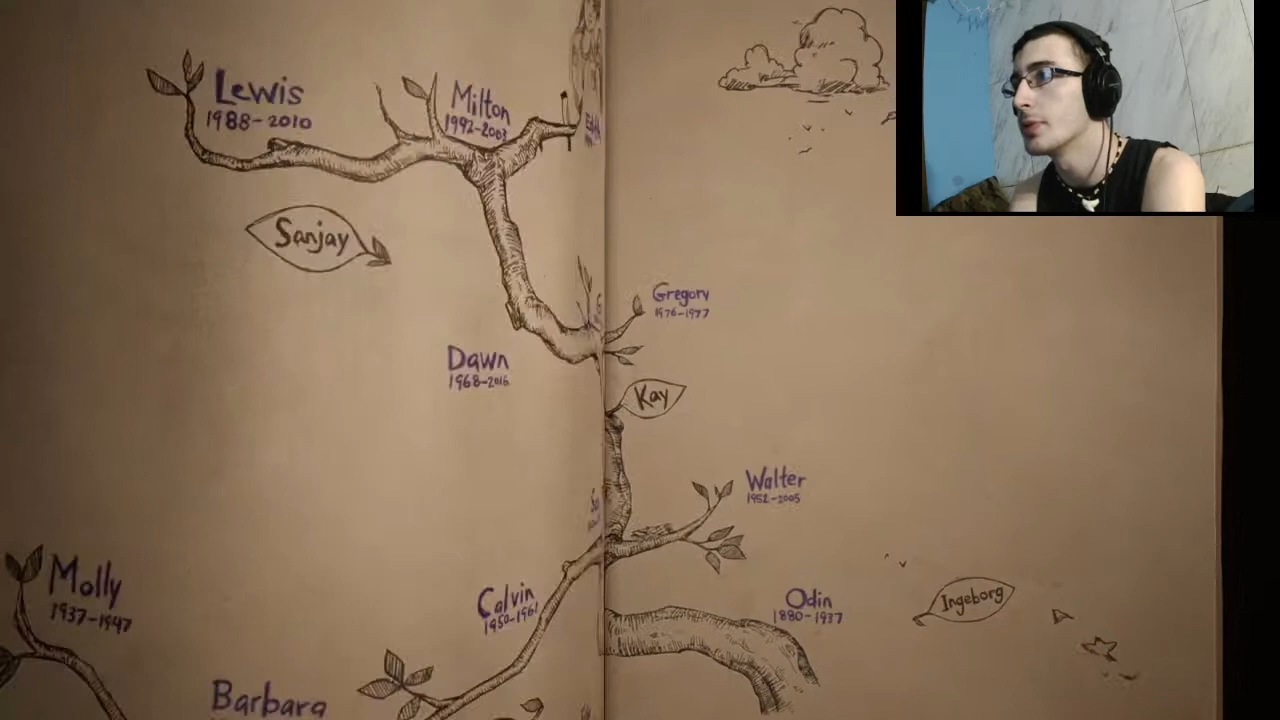 Lewis
1988-2010
Milton
1992-2003
Sanjay
Gregory
1976-1977
Dawn
1968-2016
Kay
Walter
1952-2005
Molly
1937-1947
Calvin
1950-1961
Odin
1880-1937
Ingeborg
Barbara